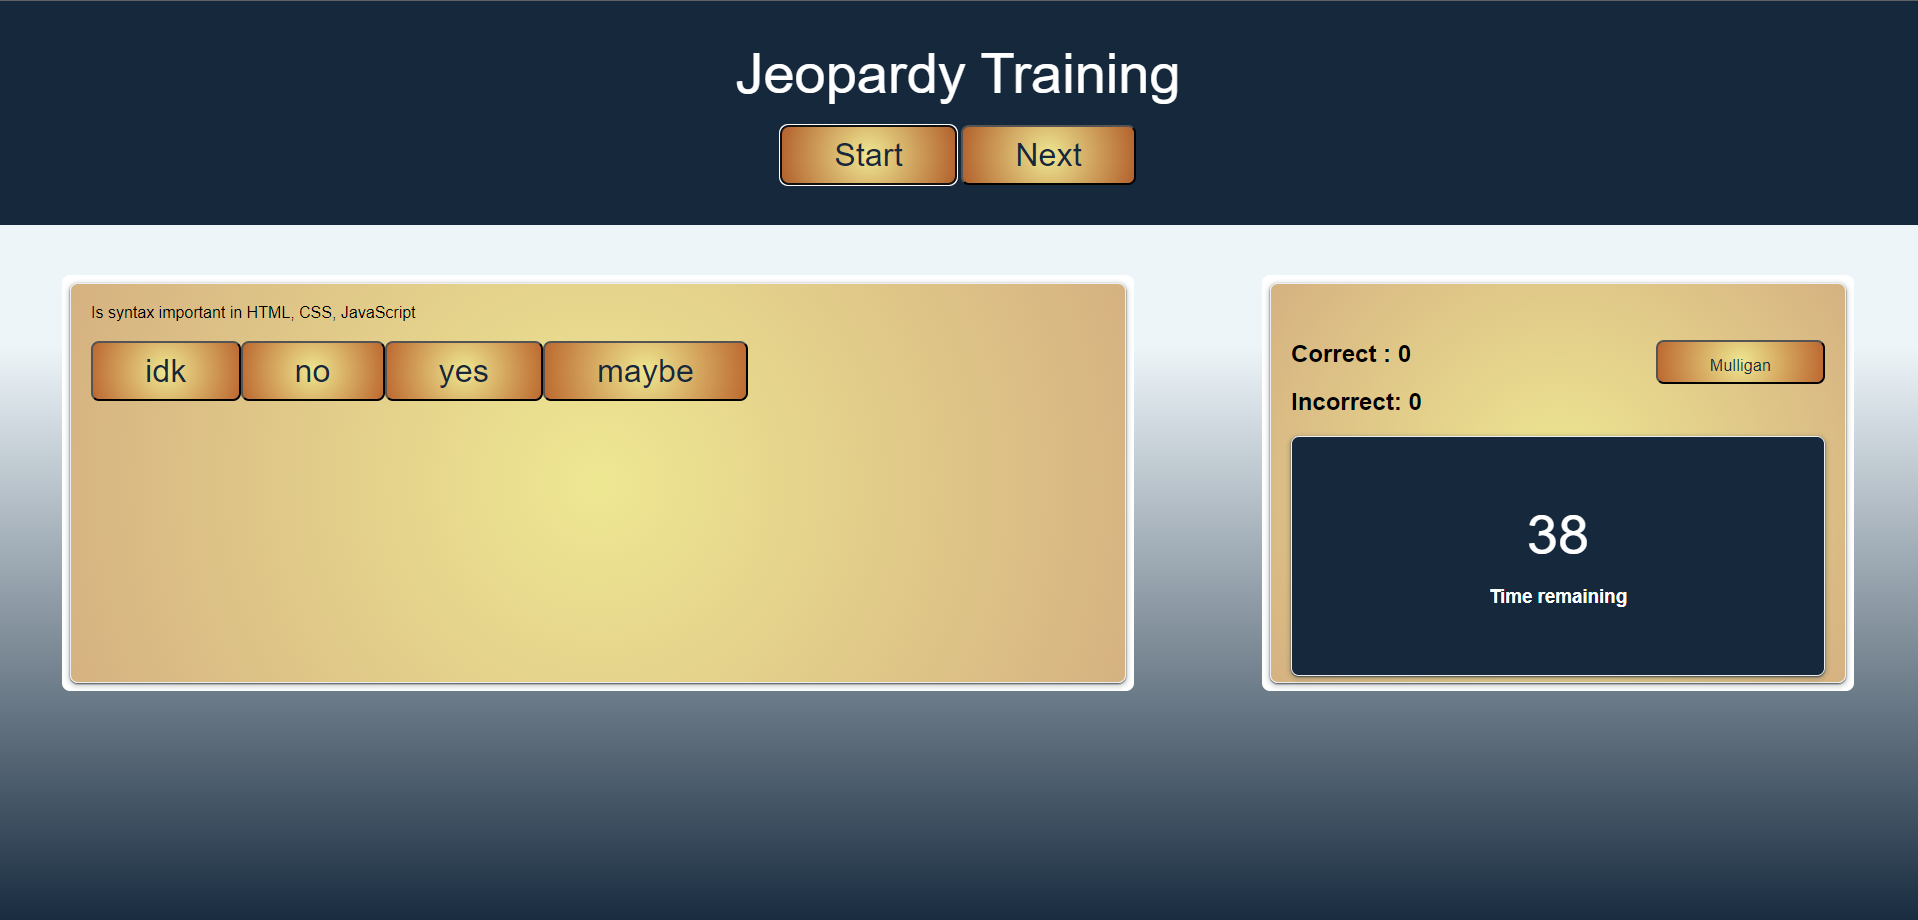 Jeopardy Training
Start Next
Is syntax important in HTML, CSS, JavaScript
idk no yes maybe
Correct : 0
Mulligan
Incorrect: 0
38
Time remaining